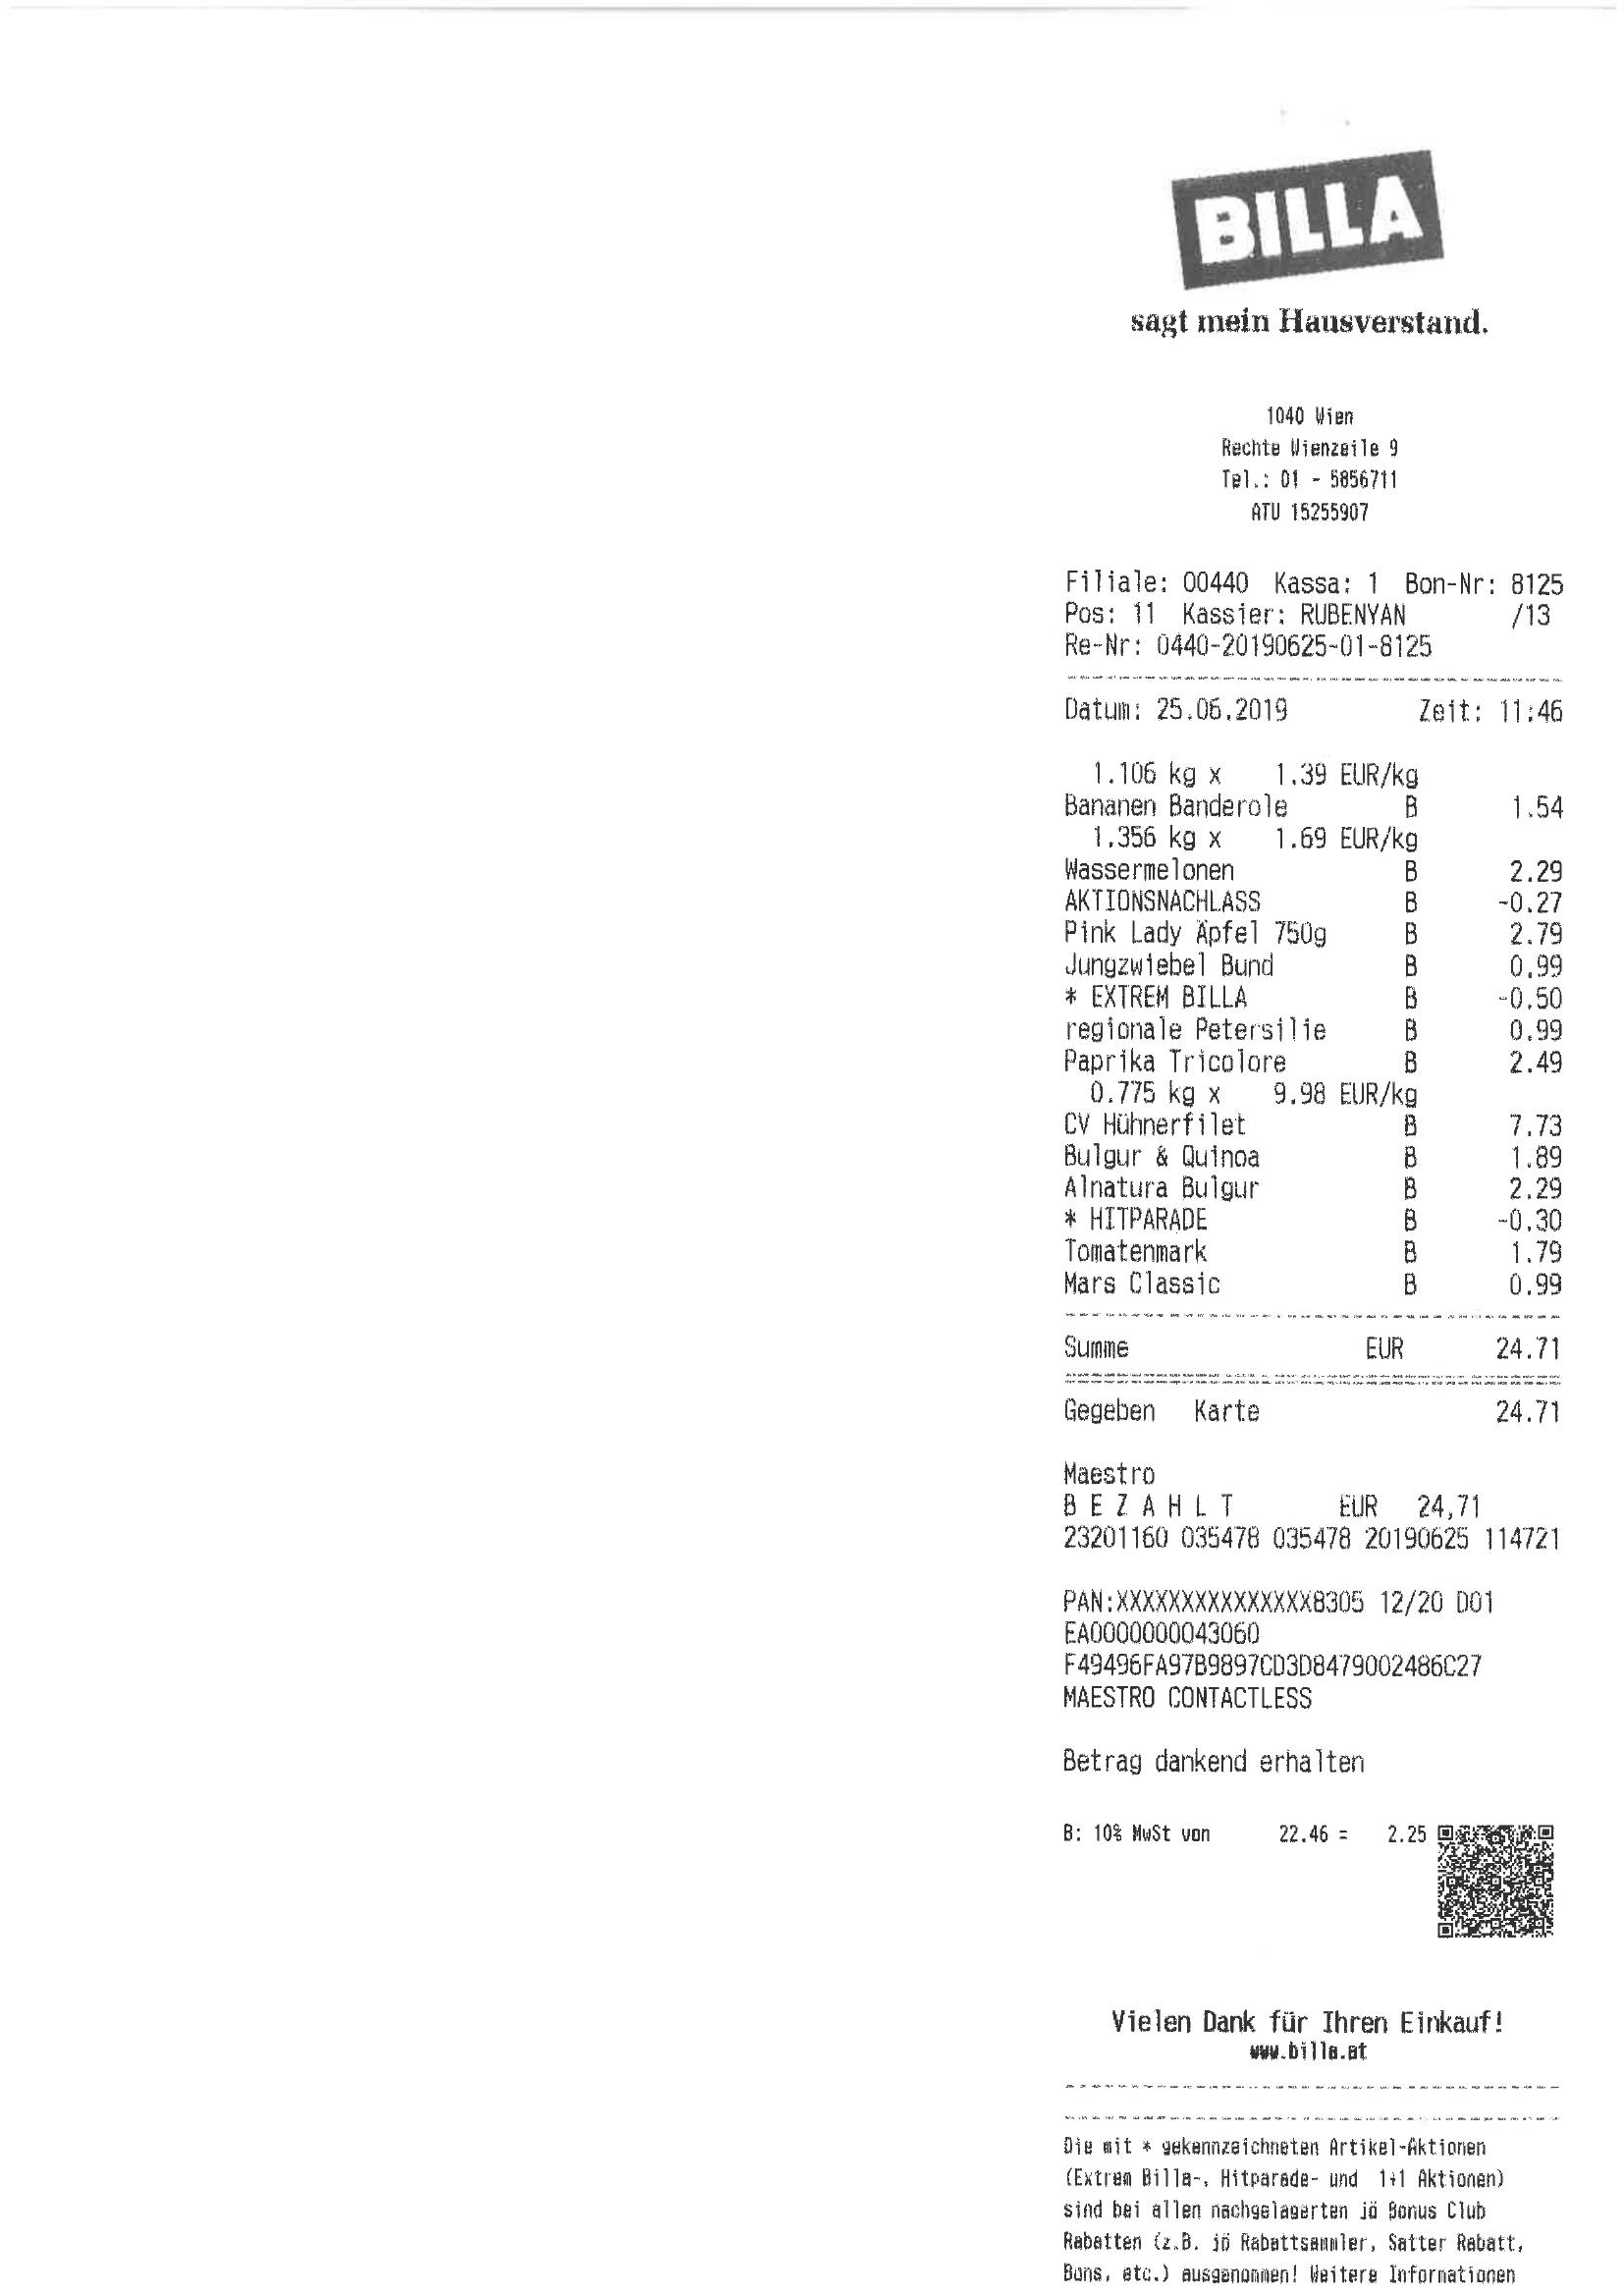 BILLA
sagt mein Hausverstand.
1040 Wien
Rechte Wienzeile 9
Tel.: 01 - 5856711
ATU 15255907
Filiale: 00440 Kassa: 1 Bon-Nr: 8125
Pos: 11 Kassier: RUBENYAN /13
Re-Nr: 0440-20190625-01-8125
Datum: 25.06.2019 Zeit: 11:46
1.106 kg x 1.39 EUR/kg
Bananen Banderole B 1.54
1.356 kg x 1.69 EUR/kg
Wassermelonen B 2.29
AKTIONSNACHLASS B -0.27
Pink Lady Äpfel 750g B 2.79
Jungzwiebel Bund B 0.99
* EXTREM BILLA B -0.50
regionale Petersilie B 0.99
Paprika Tricolore B 2.49
0.775 kg x 9.98 EUR/kg
CV Hühnerfilet B 7.73
Bulgur & Quinoa B 1.89
Alnatura Bulgur B 2.29
* HITPARADE B -0.30
Tomatenmark B 1.79
Mars Classic B 0.99
Summe EUR 24.71
Gegeben Karte 24.71
Maestro
B E Z A H L T EUR 24,71
23201160 035478 035478 20190625 114721
PAN:XXXXXXXXXXXXXXX8305 12/20 D01
EA0000000043060
F49496FA97B9897CD3D8479002486C27
MAESTRO CONTACTLESS
Betrag dankend erhalten
B: 10% MwSt von 22.46 = 2.25
Vielen Dank für Ihren Einkauf!
www.billa.at
Die mit * gekennzeichneten Artikel-Aktionen
(Extrem Billa-, Hitparade- und 1+1 Aktionen)
sind bei allen nachgelagerten jö Bonus Club
Rabatten (z.B. jö Rabattsammler, Satter Rabatt,
Bons, etc.) ausgenommen! Weitere Informationen